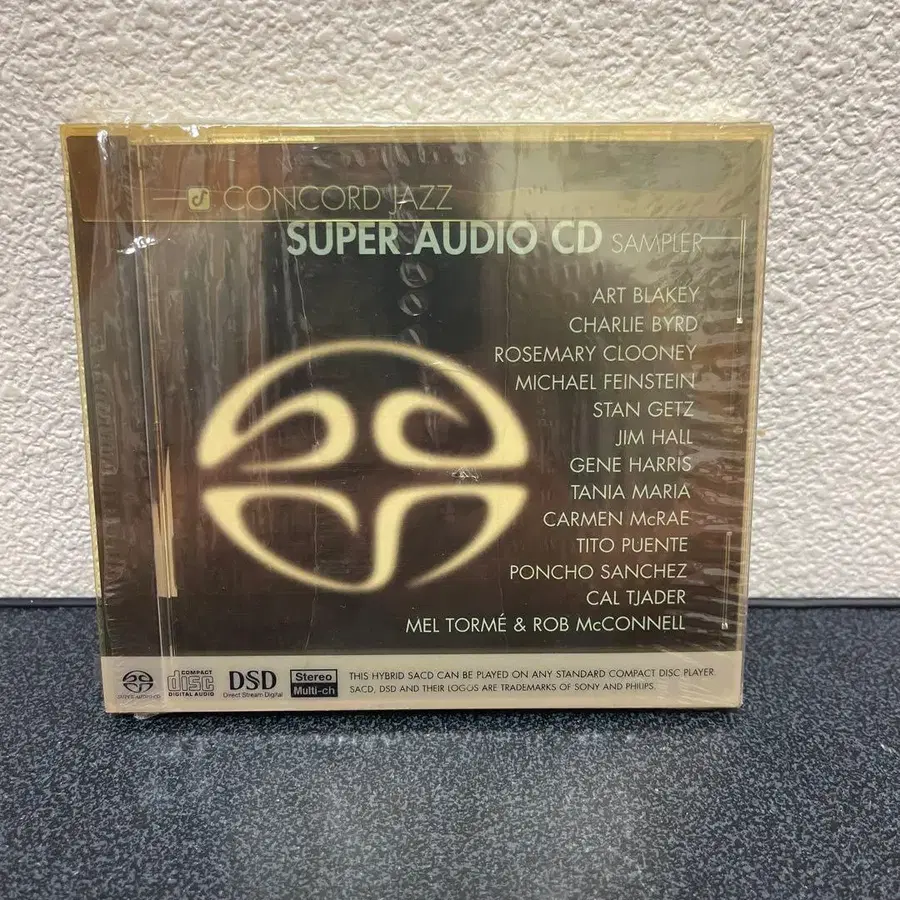 CONCORD JAZZ
SUPER AUDIO CD SAMPLER
ART BLAKEY
CHARLIE BYRD
ROSEMARY CLOONEY
MICHAEL FEINSTEIN
STAN GETZ
JIM HALL
GENE HARRIS
TANIA MARIA
CARMEN McRAE
TITO PUENTE
PONCHO SANCHEZ
CAL TJADER
MEL TORMÉ & ROB McCONNELL
SUPER AUDIO CD
COMPACT
disc
DIGITAL AUDIO
DSD
Direct Stream Digital
Stereo
Multi-ch
THIS HYBRID SACD CAN BE PLAYED ON ANY STANDARD COMPACT DISC PLAYER.
SACD, DSD AND THEIR LOGOS ARE TRADEMARKS OF SONY AND PHILIPS.